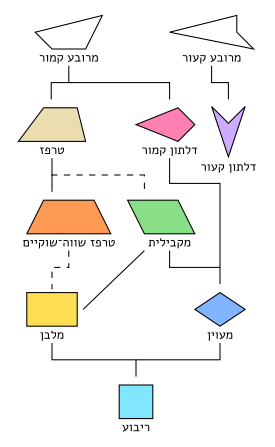 מרובע קמור
מרובע קעור
טרפז
דלתון קמור
דלתון קעור
טרפז שווה-שוקיים
מקבילית
מלבן
מעוין
ריבוע